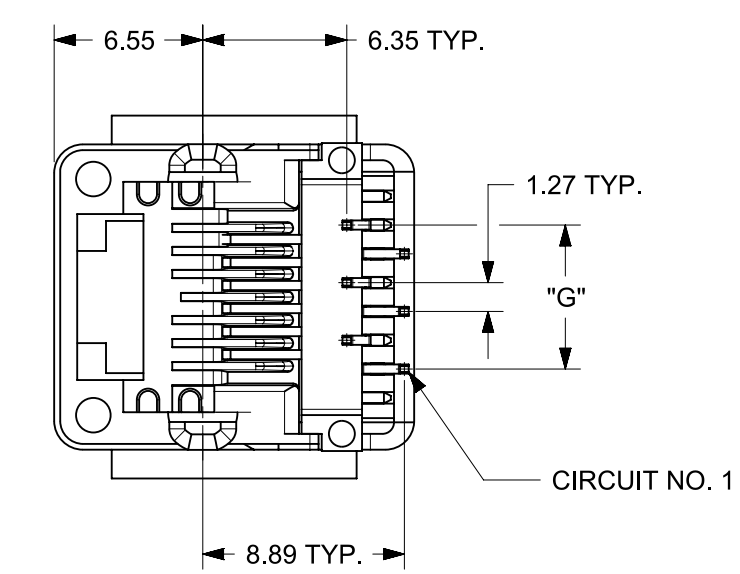 6.55
6.35 TYP.
1.27 TYP.
"G"
CIRCUIT NO. 1
8.89 TYP.